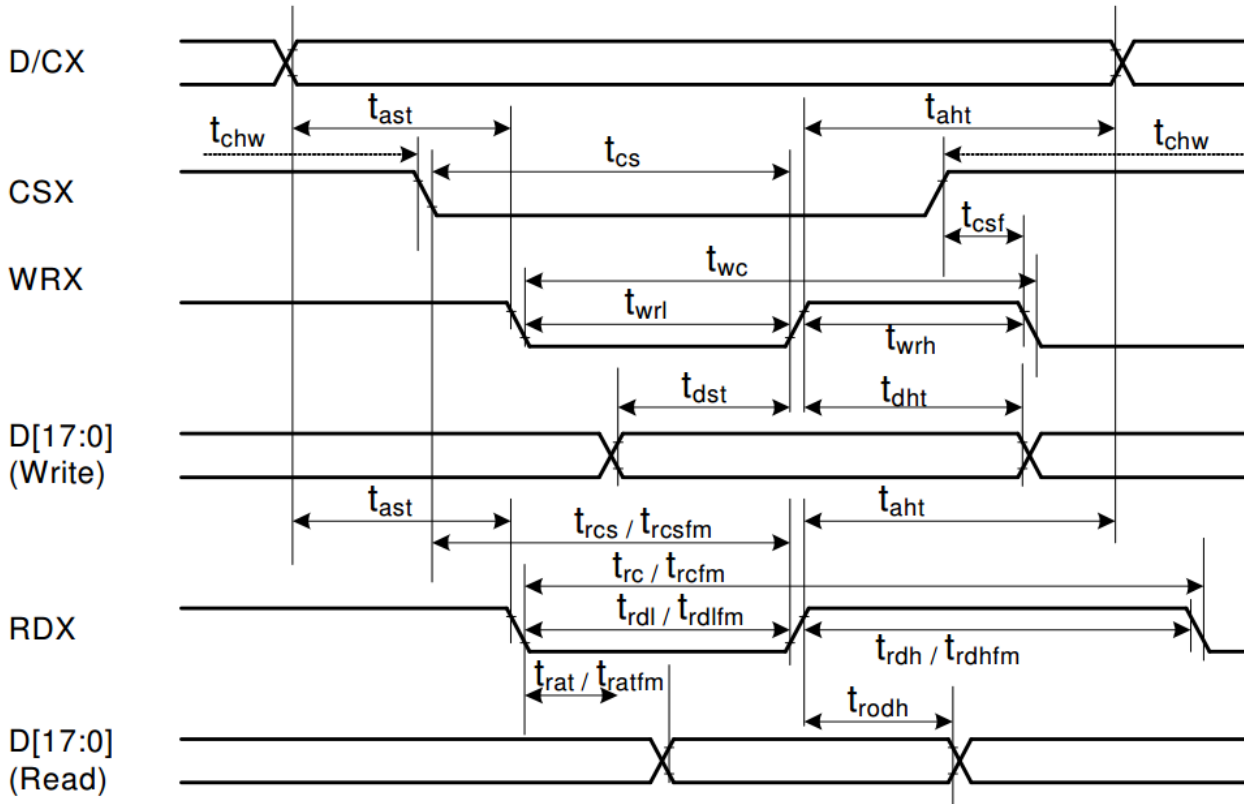 D/CX
tast
taht
tchw
tchw
tcs
CSX
tcsf
WRX
twc
twrl
twrh
tdst
tdht
D[17:0]
(Write)
tast
taht
trcs / trcsfm
trc / trcfm
RDX
trdl / trdlfm
trdh / trdhfm
trat / tratfm
trodh
D[17:0]
(Read)